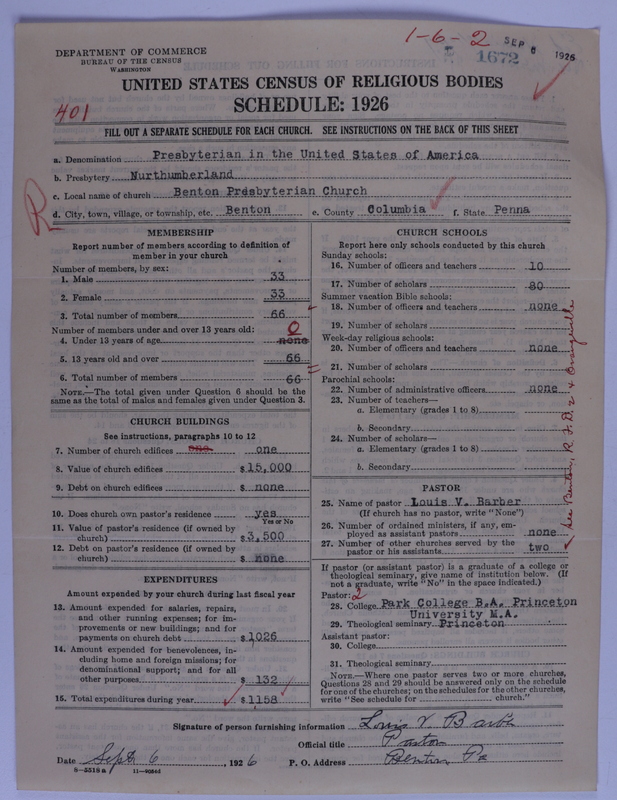 1-6-2
SEP 6 1926
1672
DEPARTMENT OF COMMERCE
BUREAU OF THE CENSUS
WASHINGTON
UNITED STATES CENSUS OF RELIGIOUS BODIES
SCHEDULE: 1926
401
FILL OUT A SEPARATE SCHEDULE FOR EACH CHURCH. SEE INSTRUCTIONS ON THE BACK OF THIS SHEET
a. Denomination Presbyterian in the United States of America
b. Presbytery Nurthumberland
c. Local name of church Benton Presbyterian Church
d. City, town, village, or township, etc. Benton e. County Columbia f. State Penna
R
MEMBERSHIP
Report number of members according to definition of
member in your church
Number of members, by sex:
1. Male 33
2. Female 33
3. Total number of members 66
Number of members under and over 13 years old: 0
4. Under 13 years of age none
5. 13 years old and over 66
6. Total number of members 66
NOTE.—The total given under Question 6 should be
same as the total of males and females given under Question 3.
CHURCH BUILDINGS
See instructions, paragraphs 10 to 12
7. Number of church edifices one one
8. Value of church edifices $15,000
9. Debt on church edifices $ none
10. Does church own pastor's residence yes
Yes or No
11. Value of pastor's residence (if owned by
church) $3,500
12. Debt on pastor's residence (if owned by
church) $ none
EXPENDITURES
Amount expended by your church during last fiscal year
13. Amount expended for salaries, repairs,
and other running expenses; for im-
provements or new buildings; and for
payments on church debt $1026
14. Amount expended for benevolences, in-
cluding home and foreign missions; for
denominational support; and for all
other purposes $ 132
15. Total expenditures during year $1158
CHURCH SCHOOLS
Report here only schools conducted by this church
Sunday schools:
16. Number of officers and teachers 10
17. Number of scholars 80
Summer vacation Bible schools:
18. Number of officers and teachers none
19. Number of scholars
Week-day religious schools:
20. Number of officers and teachers none
21. Number of scholars
Parochial schools:
22. Number of administrative officers none
23. Number of teachers—
a. Elementary (grades 1 to 8)
b. Secondary
24. Number of scholars—
a. Elementary (grades 1 to 8)
b. Secondary
PASTOR
25. Name of pastor Louis V. Barber
(If church has no pastor, write "None")
26. Number of ordained ministers, if any, em-
ployed as assistant pastors none
27. Number of other churches served by the
pastor or his assistants two
See Benton, R.F.D. 2 & Orangeville
If pastor (or assistant pastor) is a graduate of a college or
theological seminary, give name of institution below. (If
not a graduate, write "No" in the space indicated.)
Pastor: 2
28. College Park College B.A. Princeton
University M.A.
29. Theological seminary Princeton
Assistant pastor:
30. College
31. Theological seminary
NOTE.—Where one pastor serves two or more churches,
Questions 28 and 29 should be answered only on the schedule
for one of the churches; on the schedules for the other churches,
write "See schedule for church."
Signature of person furnishing information Louis V. Barber
Official title Pastor
Date Sept 6, 1926 P. O. Address Benton Pa
8—5518a 11—9056d